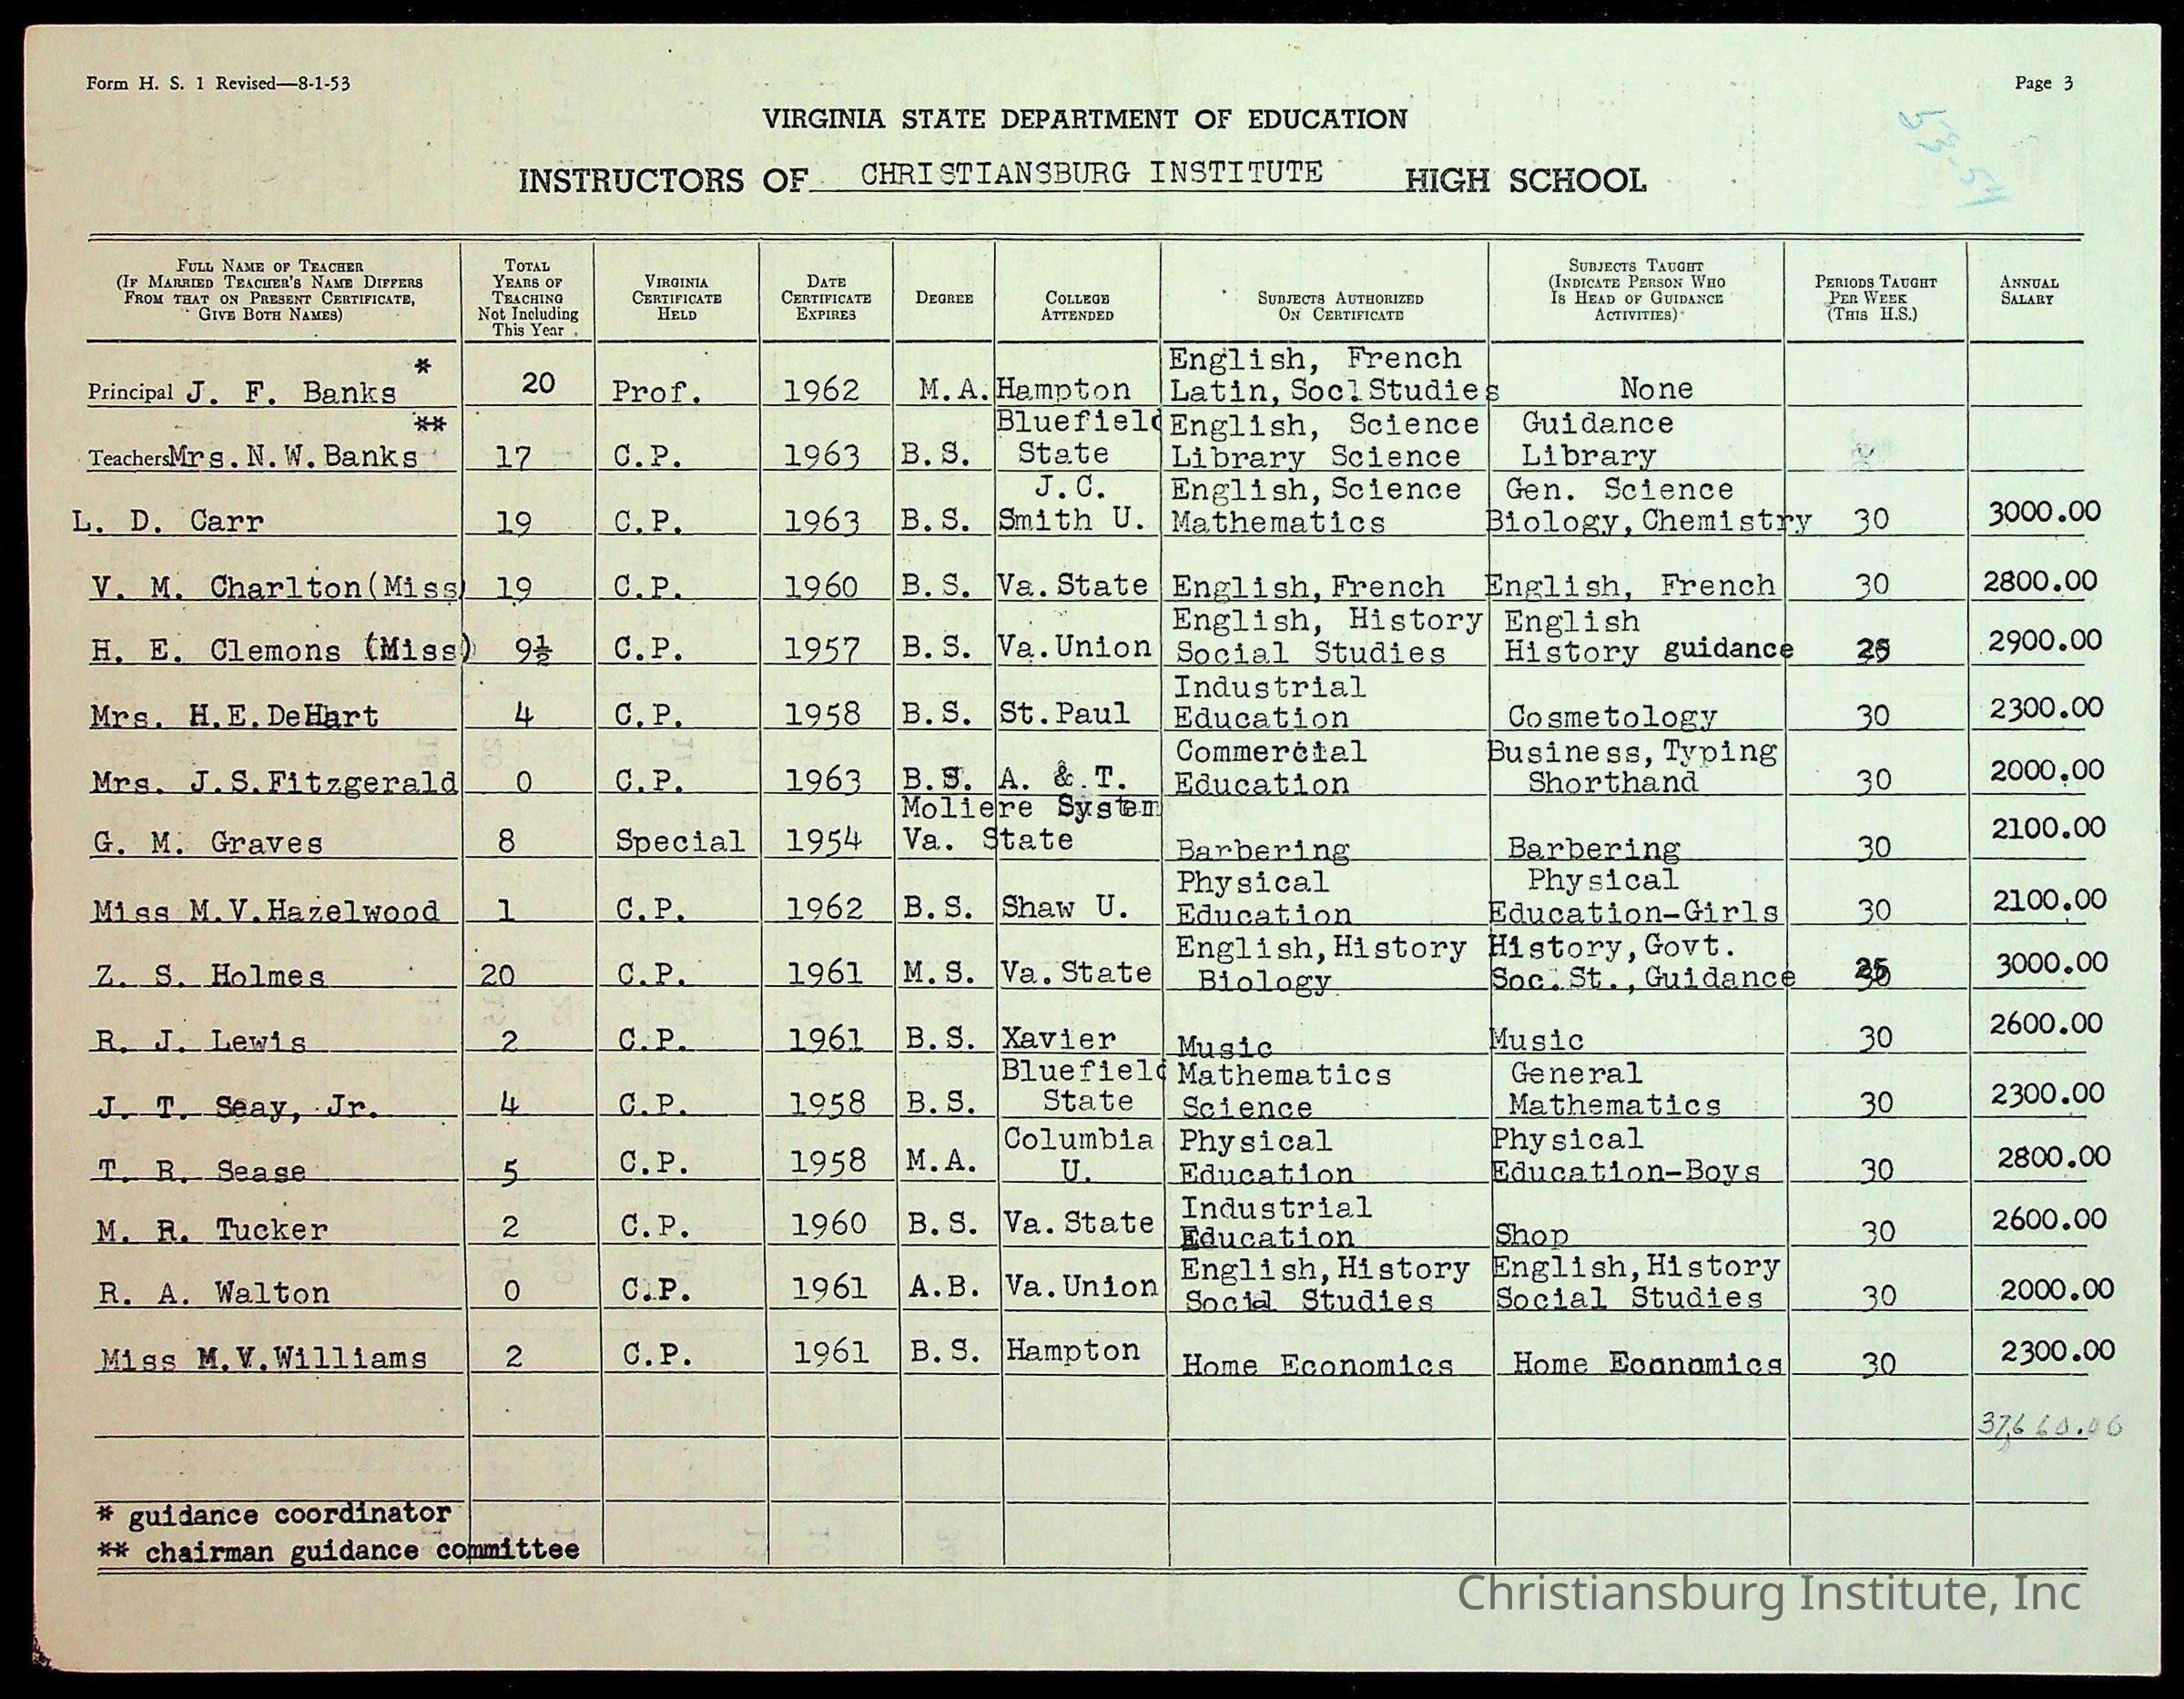 Form H. S. 1 Revised—8-1-53
Page 3
53-54
VIRGINIA STATE DEPARTMENT OF EDUCATION
INSTRUCTORS OF CHRISTIANSBURG INSTITUTE HIGH SCHOOL
FULL NAME OF TEACHER (IF MARRIED TEACHER'S NAME DIFFERS FROM THAT ON PRESENT CERTIFICATE, GIVE BOTH NAMES)
TOTAL YEARS OF TEACHING Not Including This Year
VIRGINIA CERTIFICATE HELD
DATE CERTIFICATE EXPIRES
DEGREE
COLLEGE ATTENDED
SUBJECTS AUTHORIZED ON CERTIFICATE
SUBJECTS TAUGHT (INDICATE PERSON WHO IS HEAD OF GUIDANCE ACTIVITIES)
PERIODS TAUGHT PER WEEK (THIS H.S.)
ANNUAL SALARY
Principal J. F. Banks * 20 Prof. 1962 M.A. Hampton English, French Latin, Socl Studies None
Teachers Mrs. N.W. Banks ** 17 C.P. 1963 B.S. Bluefield State English, Science Library Science Guidance Library
L. D. Carr 19 C.P. 1963 B.S. J.C. Smith U. English, Science Mathematics Gen. Science Biology, Chemistry 30 3000.00
V. M. Charlton(Miss) 19 C.P. 1960 B.S. Va. State English, French English, French 30 2800.00
H. E. Clemons (Miss) 9½ C.P. 1957 B.S. Va. Union English, History Social Studies English History guidance 25 2900.00
Mrs. H.E. DeHart 4 C.P. 1958 B.S. St. Paul Industrial Education Cosmetology 30 2300.00
Mrs. J.S. Fitzgerald 0 C.P. 1963 B.S. A. & T. Commercial Education Business, Typing Shorthand 30 2000.00
G. M. Graves 8 Special 1954 Moliere System Va. State Barbering Barbering 30 2100.00
Miss M.V. Hazelwood 1 C.P. 1962 B.S. Shaw U. Physical Education Physical Education-Girls 30 2100.00
Z. S. Holmes 20 C.P. 1961 M.S. Va. State English, History Biology History, Govt. Soc. St., Guidance 3000.00
R. J. Lewis 2 C.P. 1961 B.S. Xavier Music Music 30 2600.00
J. T. Seay, Jr. 4 C.P. 1958 B.S. Bluefield State Mathematics Science General Mathematics 30 2300.00
T. R. Sease 5 C.P. 1958 M.A. Columbia U. Physical Education Physical Education-Boys 30 2800.00
M. R. Tucker 2 C.P. 1960 B.S. Va. State Industrial Education Shop 30 2600.00
R. A. Walton 0 C.P. 1961 A.B. Va. Union English, History Social Studies English, History Social Studies 30 2000.00
Miss M.V. Williams 2 C.P. 1961 B.S. Hampton Home Economics Home Economics 30 2300.00
* guidance coordinator
** chairman guidance committee
Christiansburg Institute, Inc